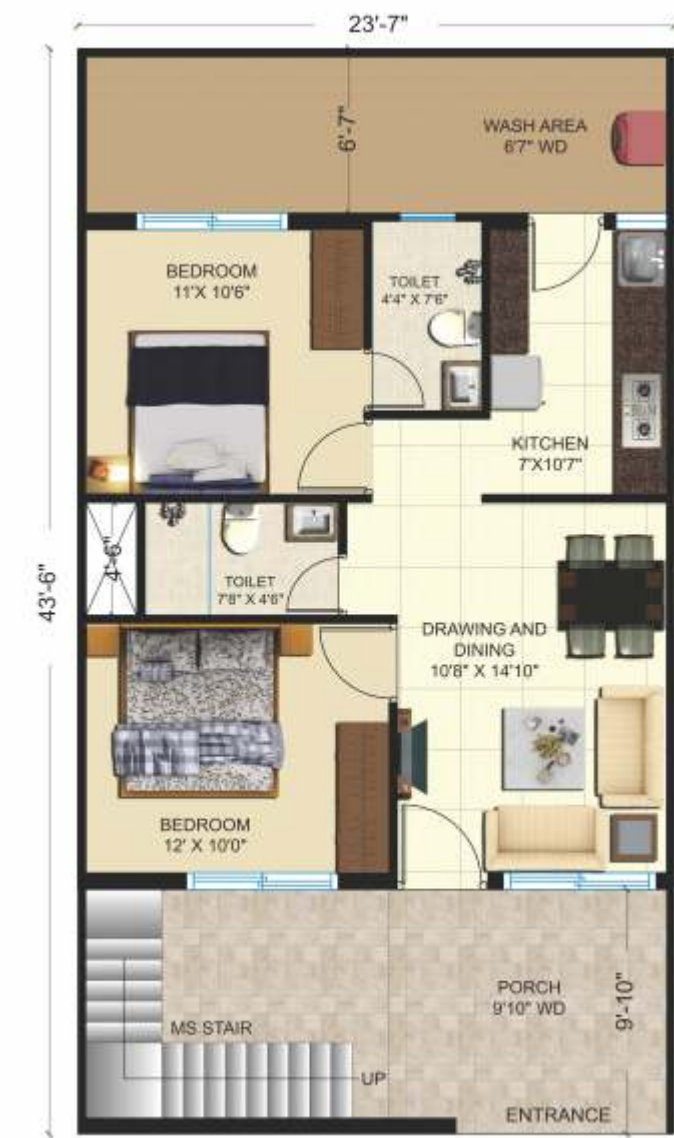 23'-7"
WASH AREA
6'7" WD
6'-7"
BEDROOM
11'X 10'6"
TOILET
4'4" X 7'6"
KITCHEN
7'X10'7"
43'-6"
4'-6"
TOILET
7'8" X 4'6"
DRAWING AND
DINING
10'8" X 14'10"
BEDROOM
12' X 10'0"
PORCH
9'10" WD
9'-10"
MS STAIR
UP
ENTRANCE